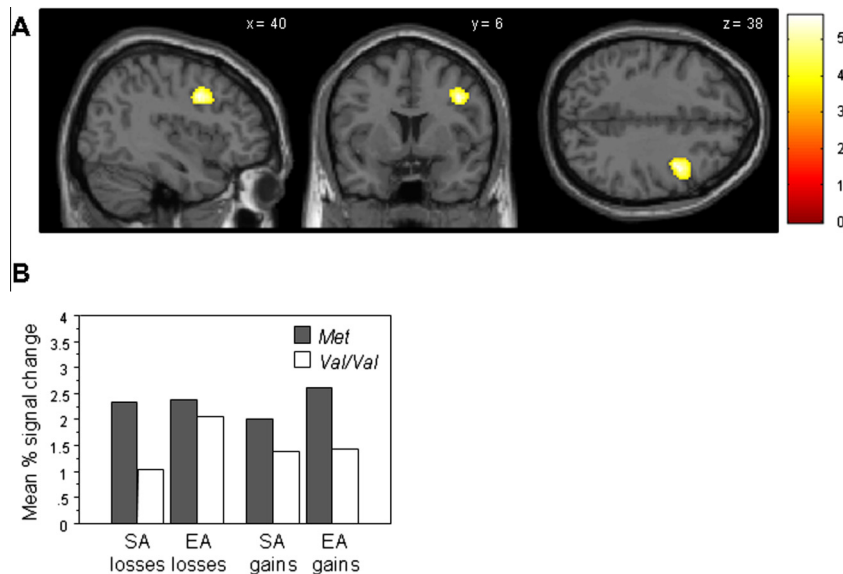 A
x = 40
y = 6
z = 38
5
4
3
2
1
0
B
Mean % signal change
4
3.5
3
2.5
2
1.5
1
.5
0
Met
Val/Val
SA losses
EA losses
SA gains
EA gains